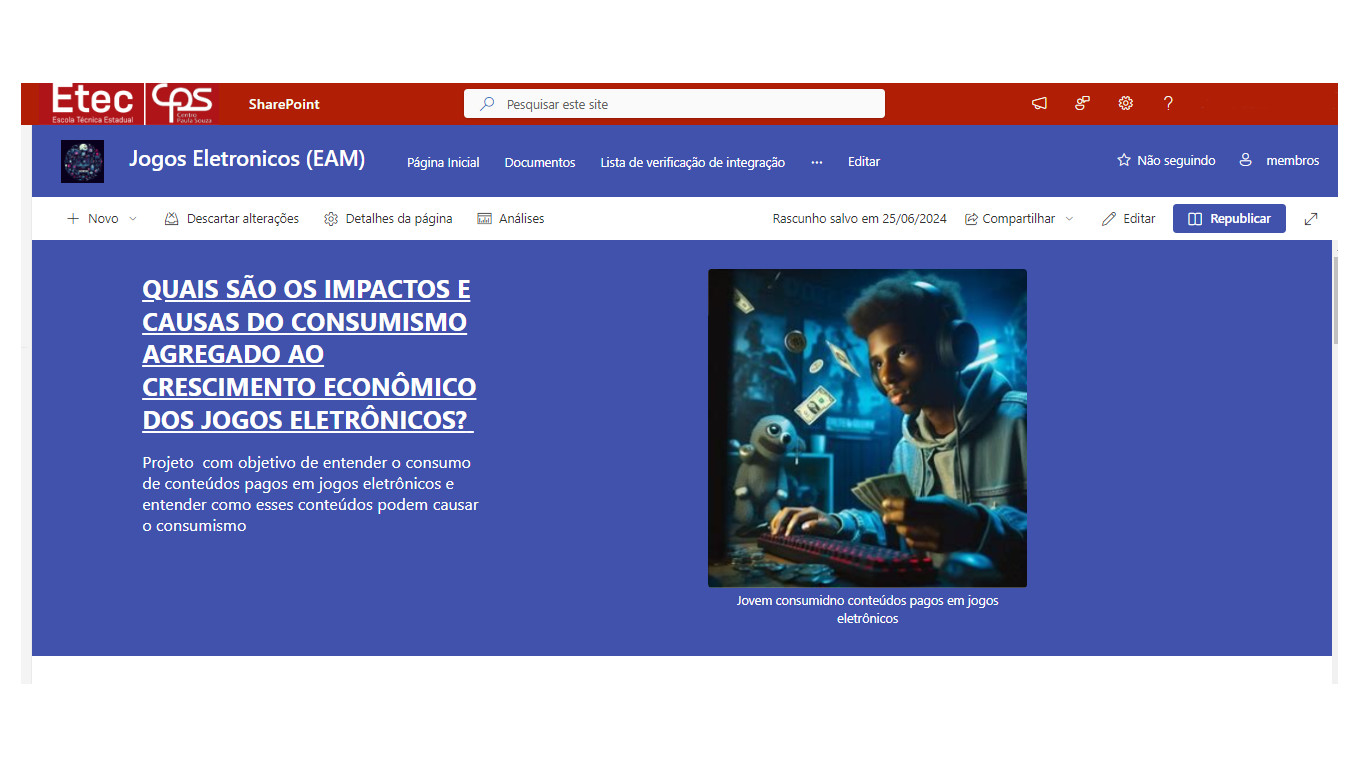 Etec
Escola Técnica Estadual
CPS
Centro
Paula Souza
SharePoint
Pesquisar este site
Jogos Eletronicos (EAM)
Página Inicial
Documentos
Lista de verificação de integração
...
Editar
Não seguindo
membros
Novo
Descartar alterações
Detalhes da página
Análises
Rascunho salvo em 25/06/2024
Compartilhar
Editar
Republicar
QUAIS SÃO OS IMPACTOS E
CAUSAS DO CONSUMISMO
AGREGADO AO
CRESCIMENTO ECONÔMICO
DOS JOGOS ELETRÔNICOS?
Projeto com objetivo de entender o consumo
de conteúdos pagos em jogos eletrônicos e
entender como esses conteúdos podem causar
o consumismo
Jovem consumidno conteúdos pagos em jogos
eletrônicos